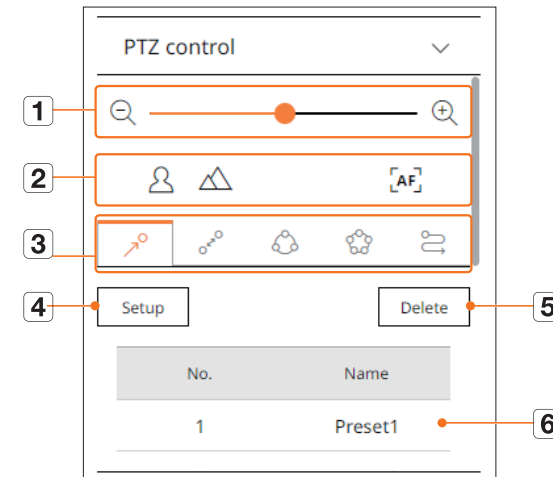 PTZ control
1
2
AF
3
4
Setup
Delete
5
No.
Name
1
Preset1
6